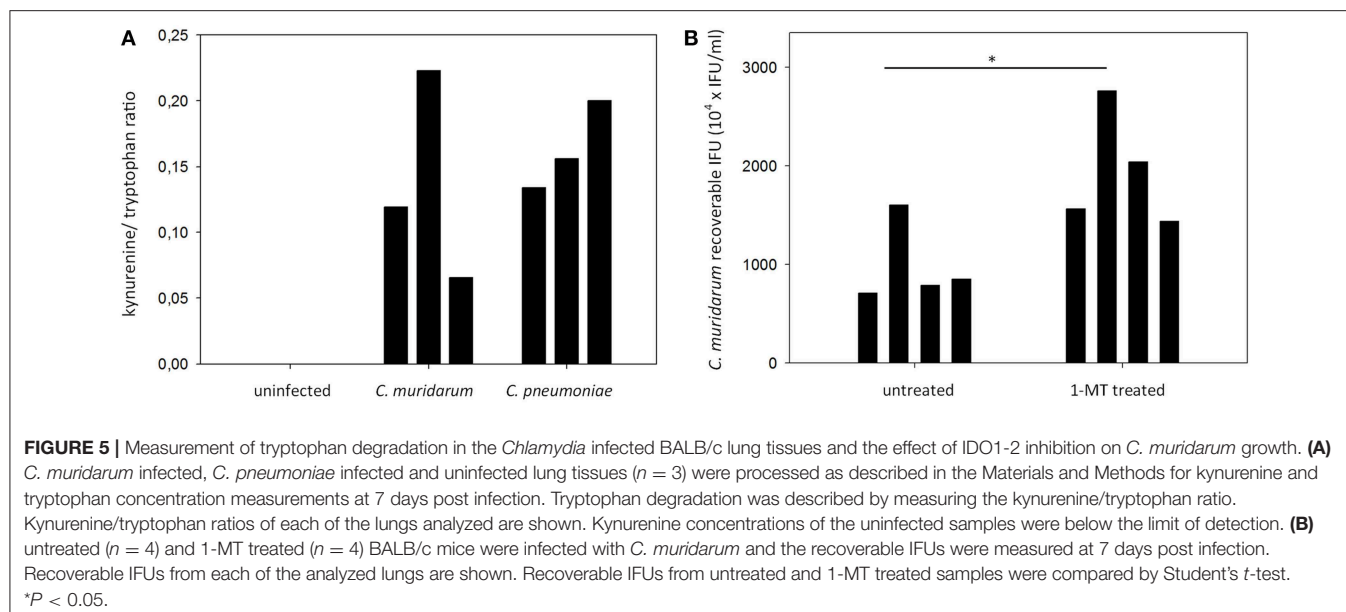 A
0,25
0,20
0,15
0,10
0,05
0,00
kynurenine/ tryptophan ratio
uninfected C. muridarum C. pneumoniae
B
*
3000
2000
1000
0
C. muridarum recoverable IFU (10⁴ x IFU/ml)
untreated 1-MT treated
FIGURE 5 | Measurement of tryptophan degradation in the Chlamydia infected BALB/c lung tissues and the effect of IDO1-2 inhibition on C. muridarum growth. (A)
C. muridarum infected, C. pneumoniae infected and uninfected lung tissues (n = 3) were processed as described in the Materials and Methods for kynurenine and
tryptophan concentration measurements at 7 days post infection. Tryptophan degradation was described by measuring the kynurenine/tryptophan ratio.
Kynurenine/tryptophan ratios of each of the lungs analyzed are shown. Kynurenine concentrations of the uninfected samples were below the limit of detection. (B)
untreated (n = 4) and 1-MT treated (n = 4) BALB/c mice were infected with C. muridarum and the recoverable IFUs were measured at 7 days post infection.
Recoverable IFUs from each of the analyzed lungs are shown. Recoverable IFUs from untreated and 1-MT treated samples were compared by Student's t-test.
*P < 0.05.